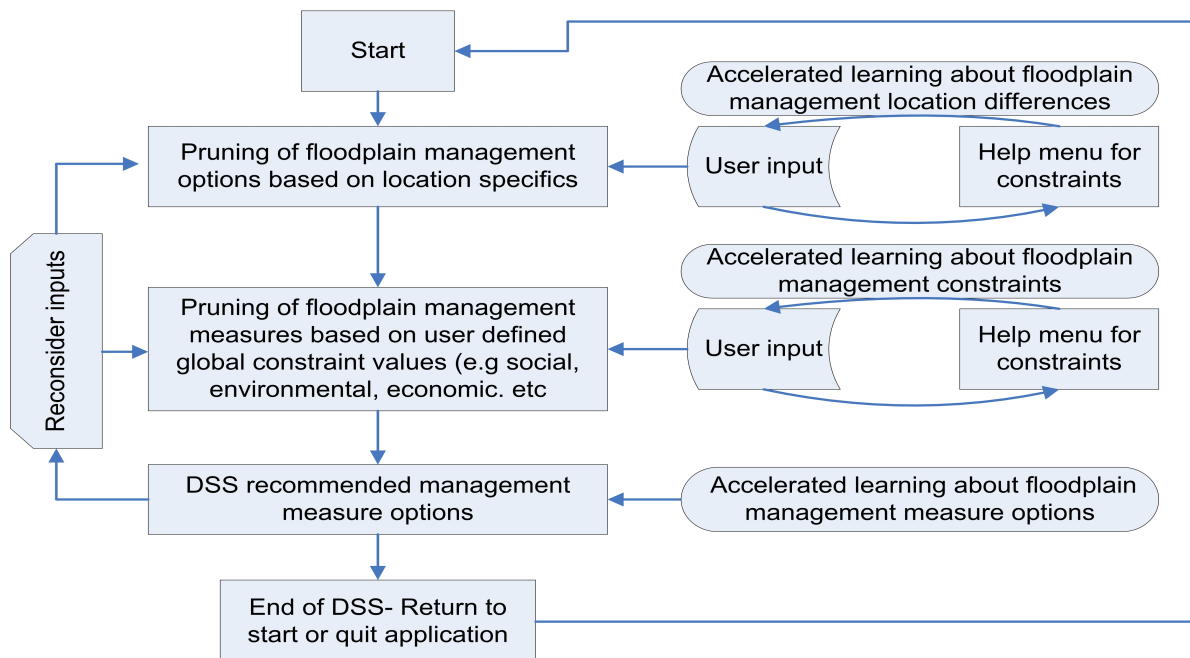 Start
Accelerated learning about floodplain
management location differences
Pruning of floodplain management
options based on location specifics
User input
Help menu for
constraints
Reconsider inputs
Accelerated learning about floodplain
management constraints
Pruning of floodplain management
measures based on user defined
global constraint values (e.g social,
environmental, economic. etc
User input
Help menu for
constraints
DSS recommended management
measure options
Accelerated learning about floodplain
management measure options
End of DSS- Return to
start or quit application